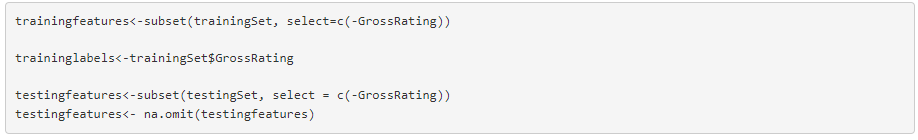 trainingfeatures<-subset(trainingSet, select=c(-GrossRating))
traininglabels<-trainingSet$GrossRating
testingfeatures<-subset(testingSet, select = c(-GrossRating))
testingfeatures<- na.omit(testingfeatures)